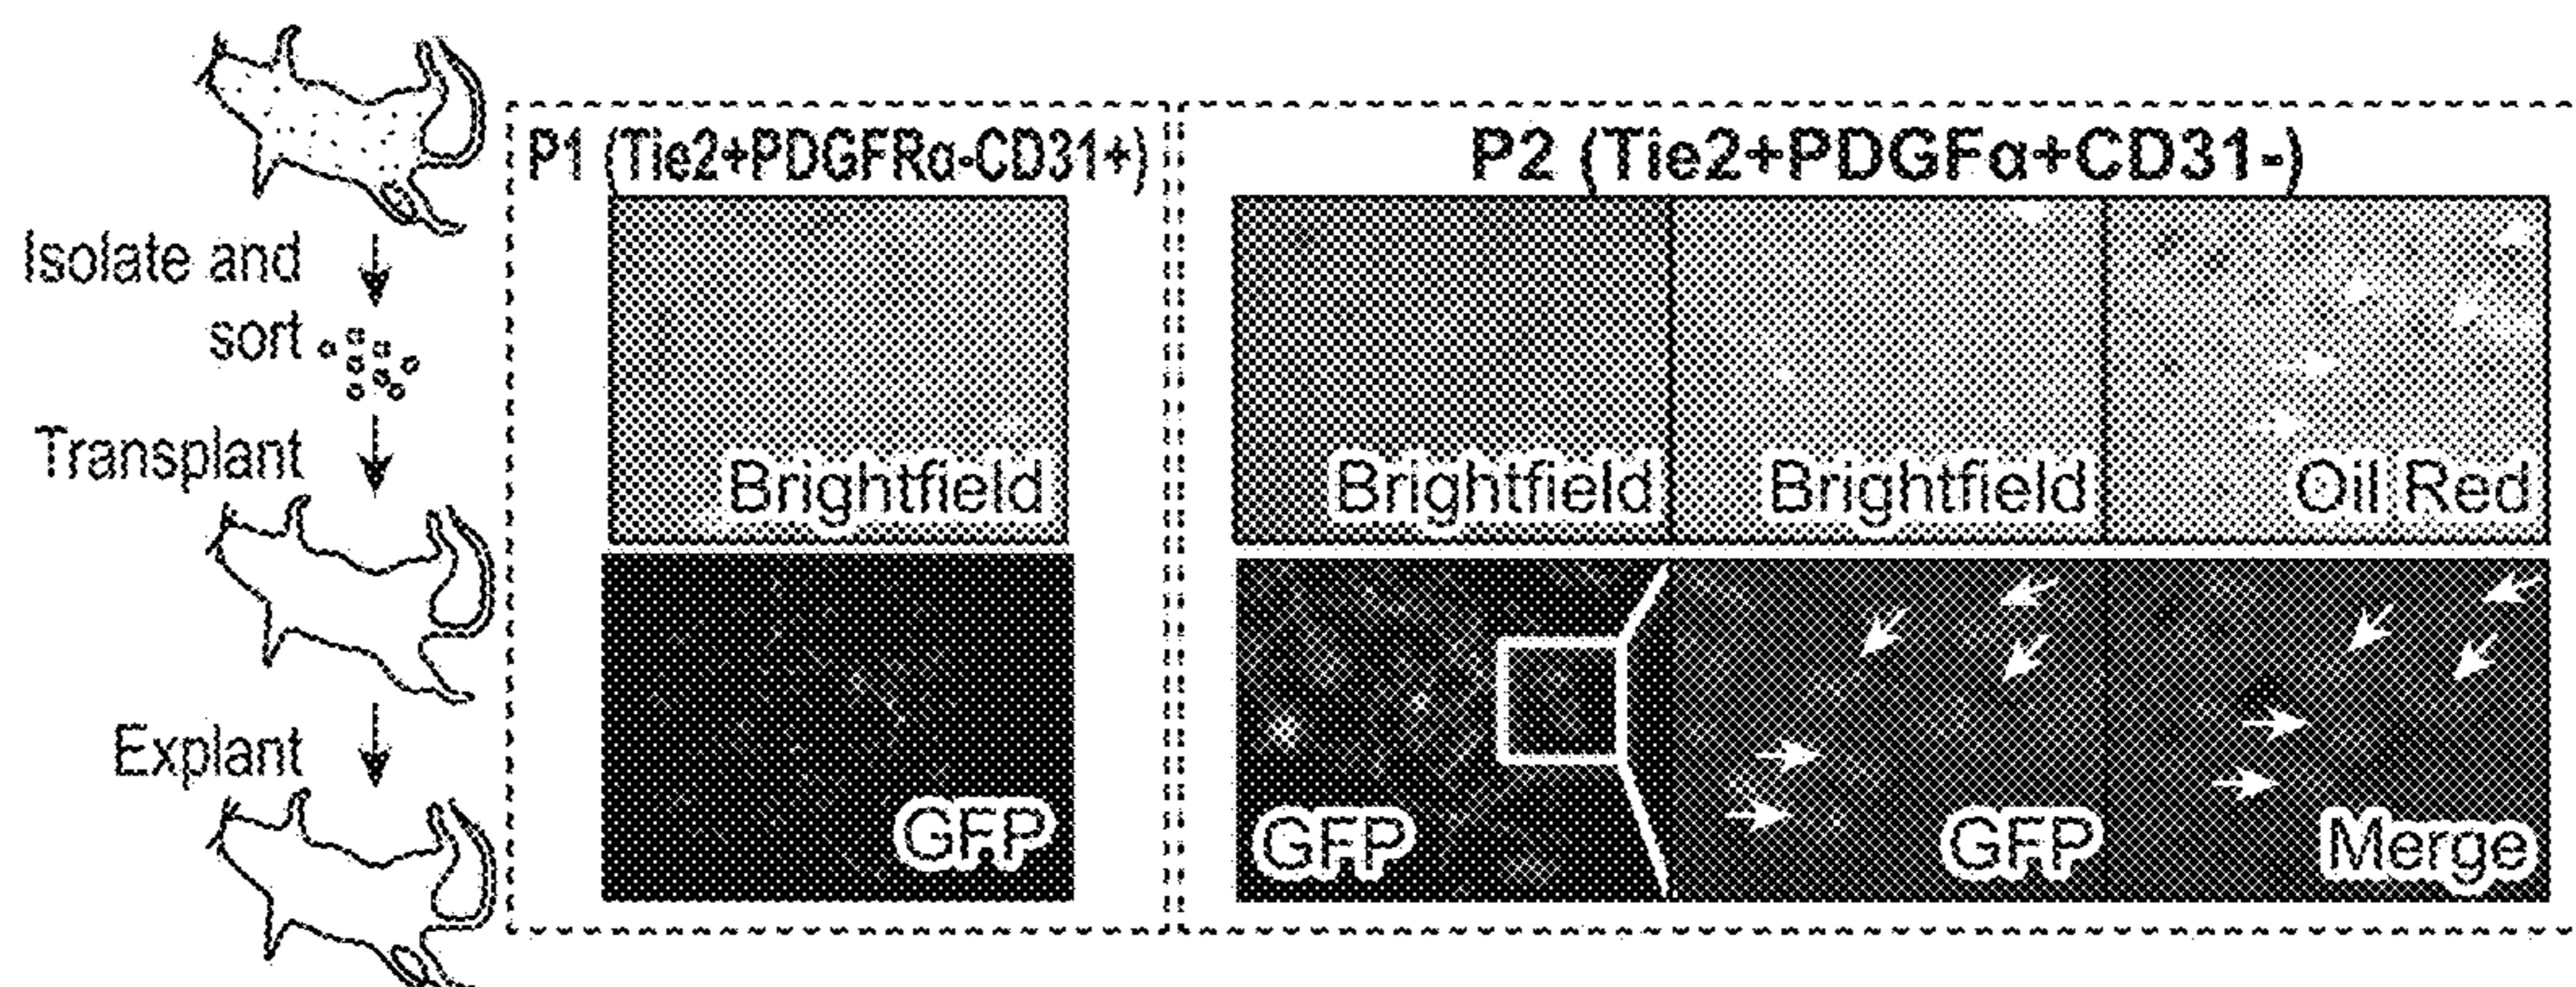 Isolate and
sort
Transplant
Explant
P1 (Tie2+PDGFRα-CD31+)
Brightfield
GFP
P2 (Tie2+PDGFα+CD31-)
Brightfield
Brightfield
Oil Red
GFP
GFP
Merge